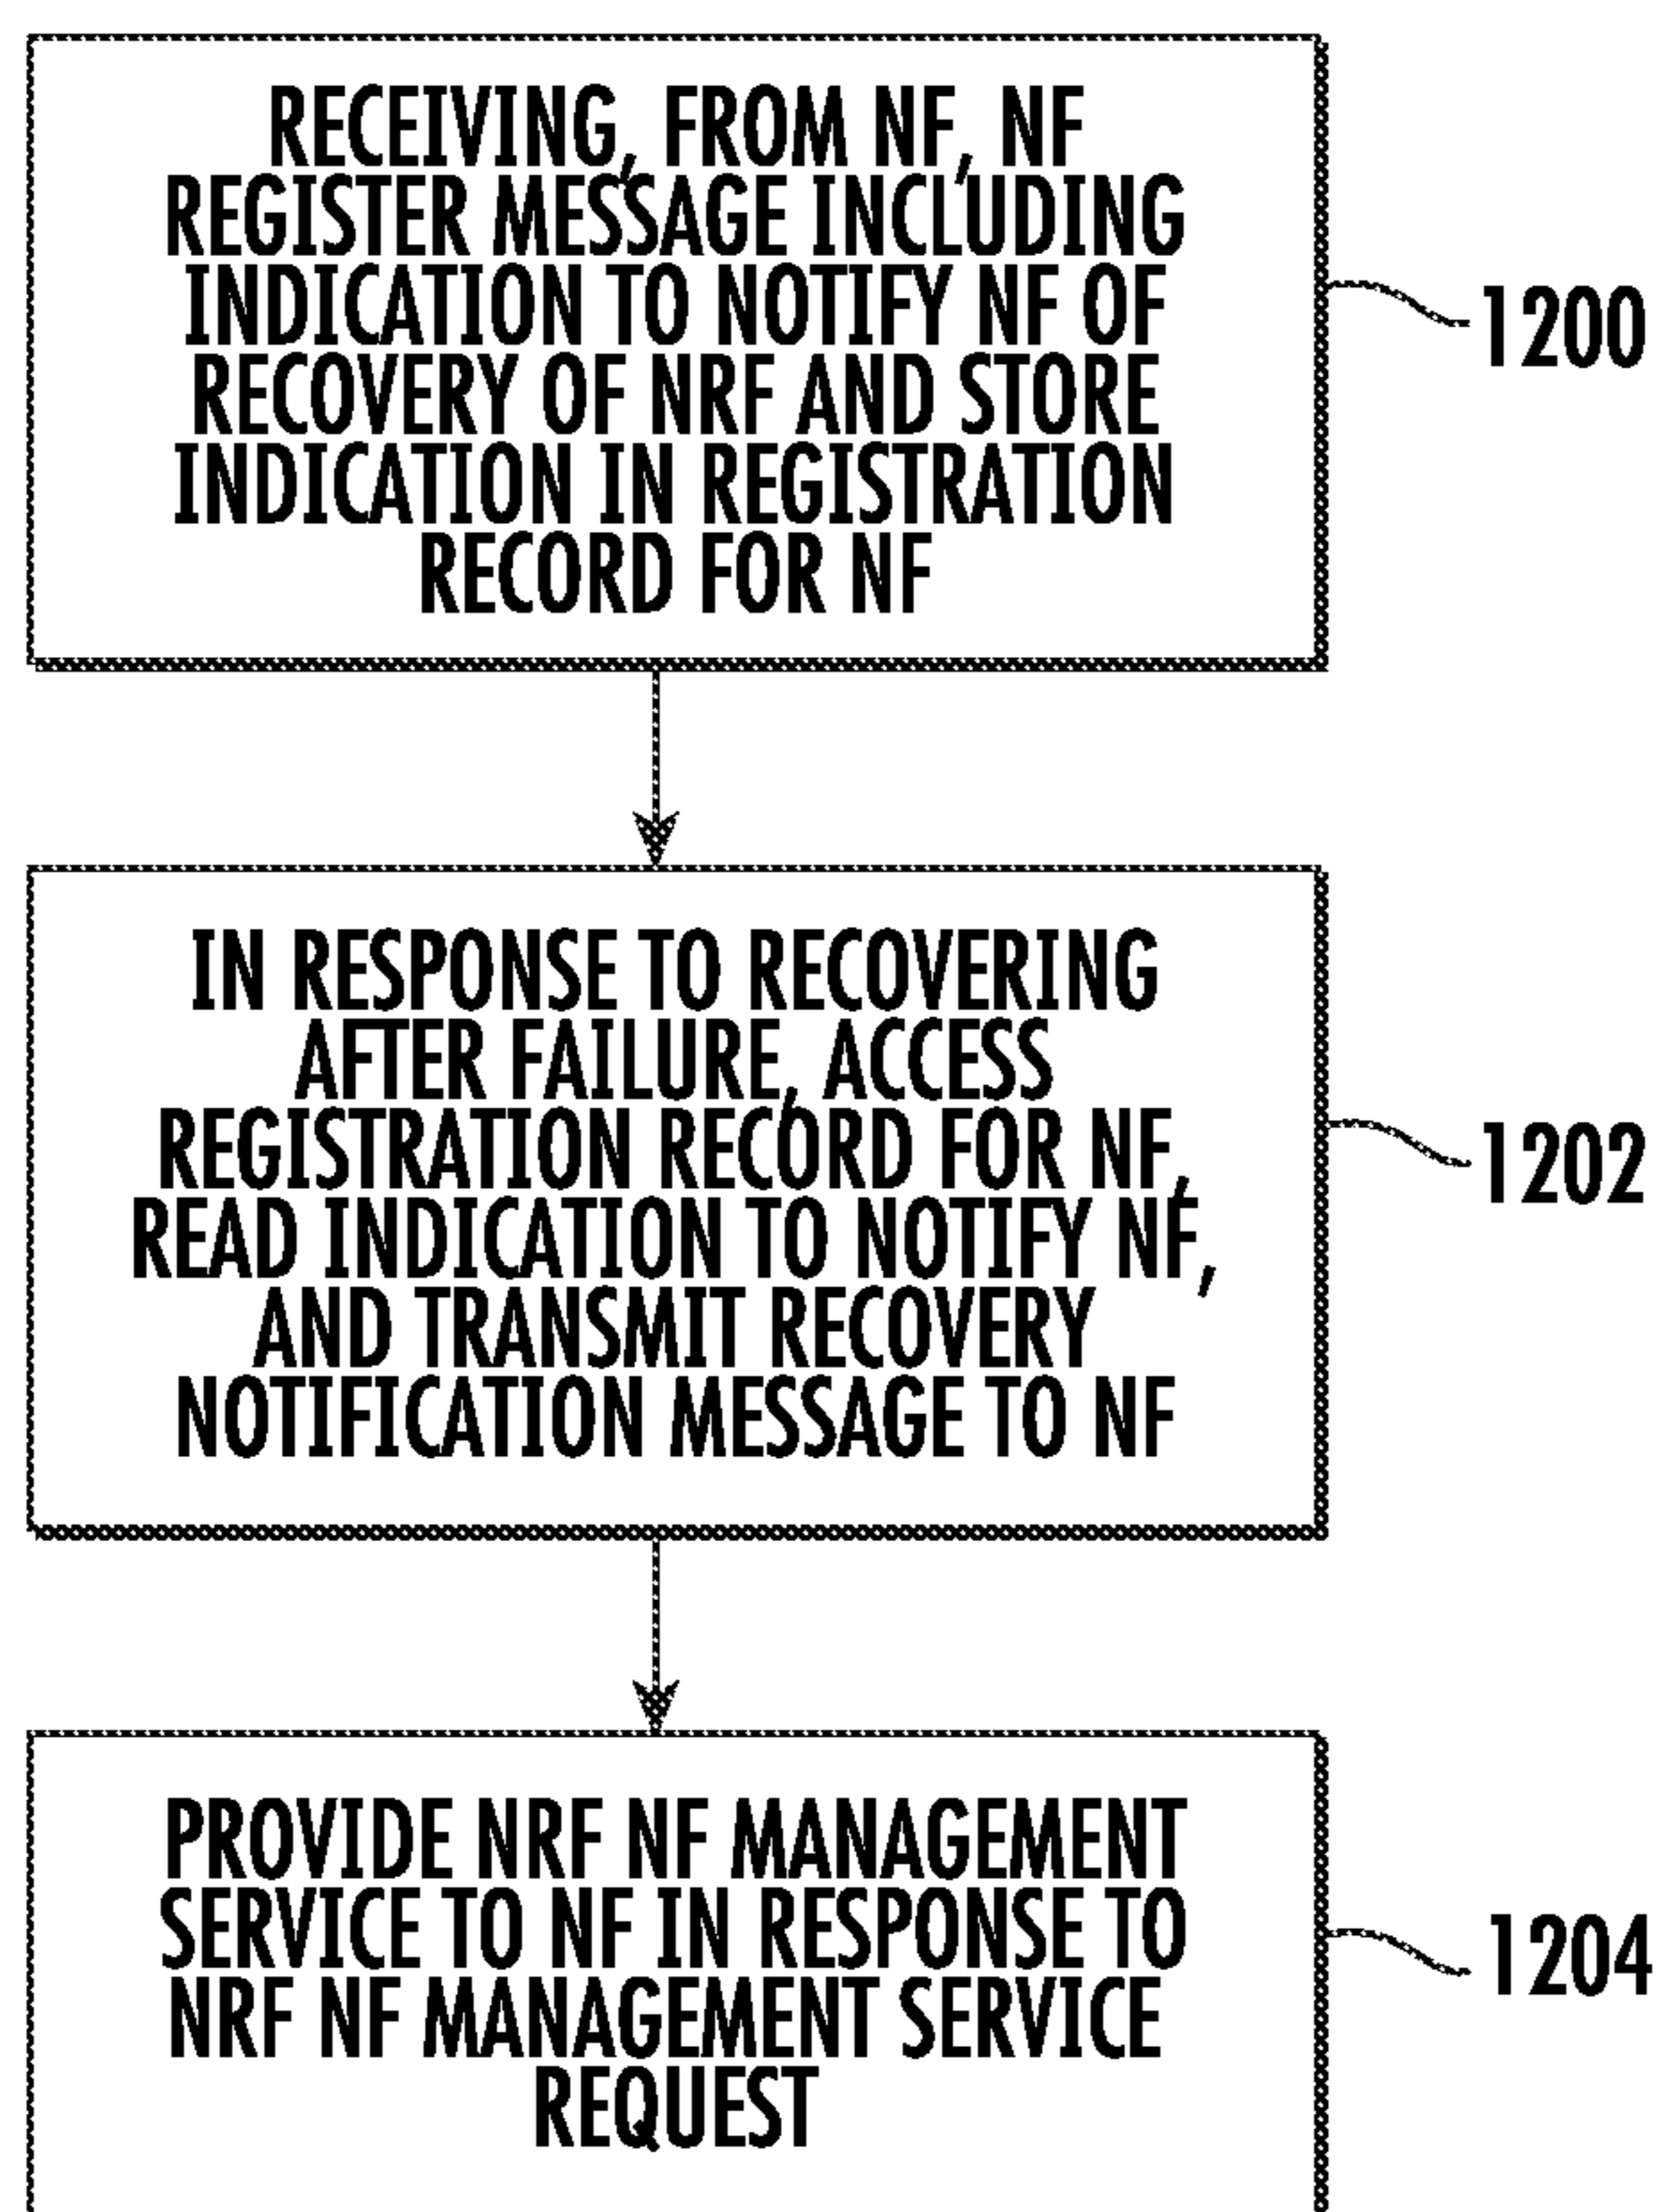 RECEIVING, FROM NF, NF
REGISTER MESSAGE INCLUDING
INDICATION TO NOTIFY NF OF
RECOVERY OF NRF AND STORE
INDICATION IN REGISTRATION
RECORD FOR NF
1200
IN RESPONSE TO RECOVERING
AFTER FAILURE, ACCESS
REGISTRATION RECORD FOR NF,
READ INDICATION TO NOTIFY NF,
AND TRANSMIT RECOVERY
NOTIFICATION MESSAGE TO NF
1202
PROVIDE NRF NF MANAGEMENT
SERVICE TO NF IN RESPONSE TO
NRF NF MANAGEMENT SERVICE
REQUEST
1204